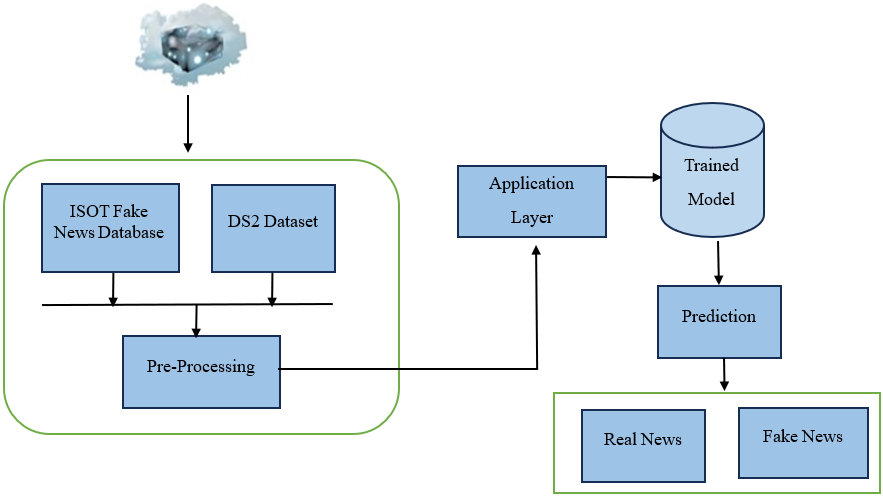 ISOT Fake
News Database
DS2 Dataset
Pre-Processing
Application
Layer
Trained
Model
Prediction
Real News
Fake News